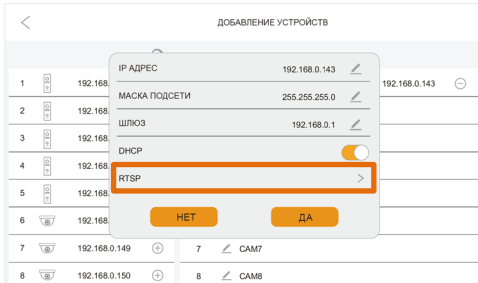 ДОБАВЛЕНИЕ УСТРОЙСТВ
IP АДРЕС 192.168.0.143
МАСКА ПОДСЕТИ 255.255.255.0
ШЛЮЗ 192.168.0.1
DHCP
RTSP
НЕТ ДА
1 192.168. 192.168.0.143
2 192.168.
3 192.168.
4 192.168.
5 192.168.
6 192.168.
7 192.168.0.149 7 CAM7
8 192.168.0.150 8 CAM8